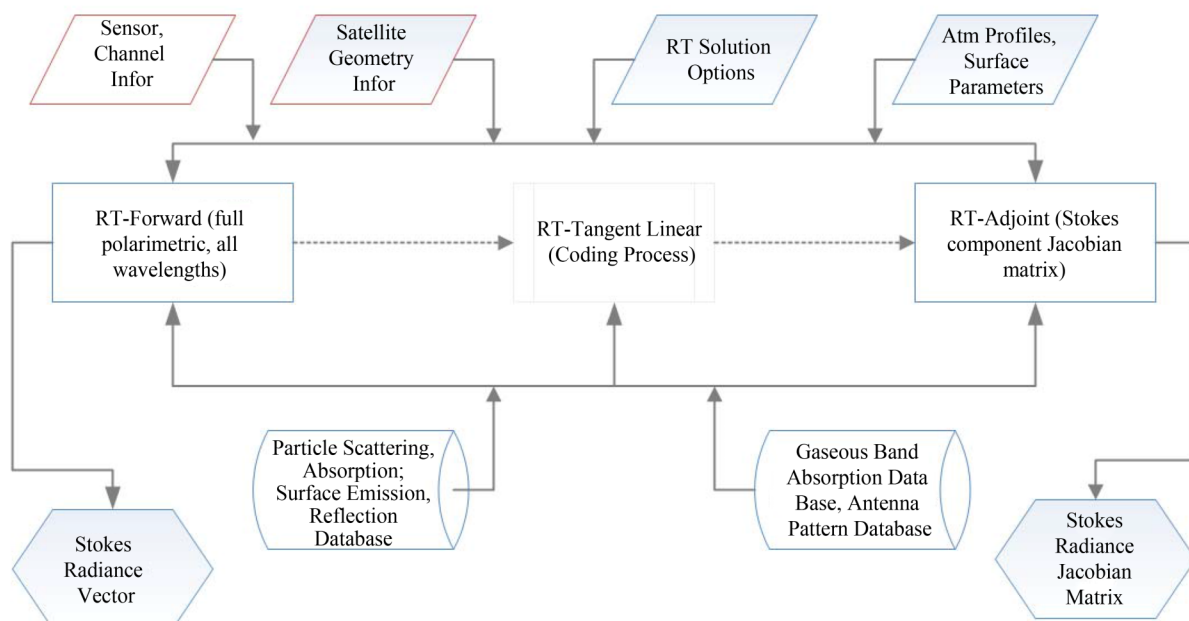 Sensor,
Channel
Infor
Satellite
Geometry
Infor
RT Solution
Options
Atm Profiles,
Surface
Parameters
RT-Forward (full
polarimetric, all
wavelengths)
RT-Tangent Linear
(Coding Process)
RT-Adjoint (Stokes
component Jacobian
matrix)
Particle Scattering,
Absorption;
Surface Emission,
Reflection
Database
Gaseous Band
Absorption Data
Base, Antenna
Pattern Database
Stokes
Radiance
Vector
Stokes
Radiance
Jacobian
Matrix